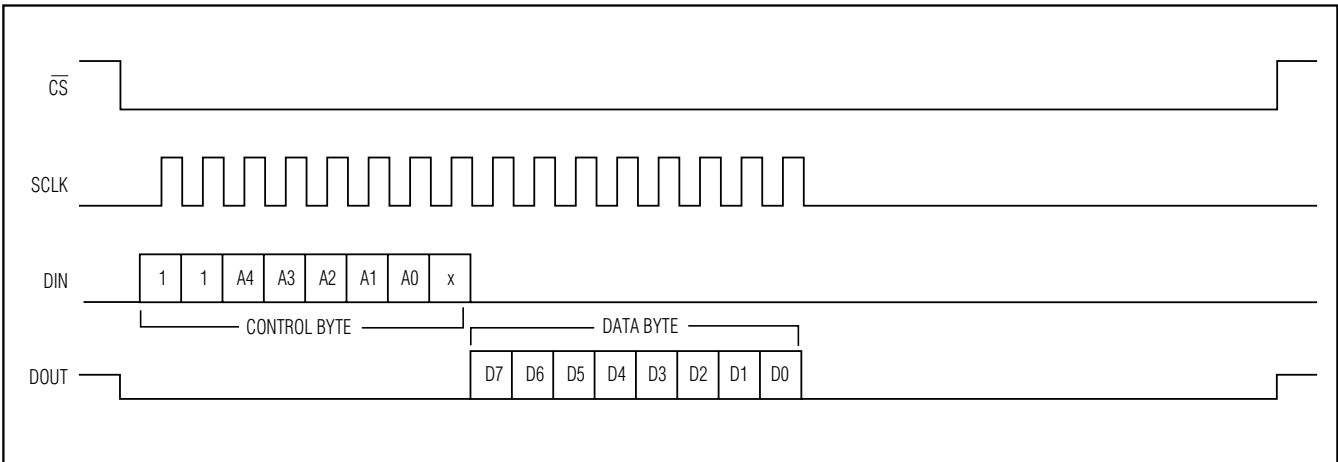 C̅S̅
SCLK
DIN 1 1 A4 A3 A2 A1 A0 x
CONTROL BYTE DATA BYTE
DOUT D7 D6 D5 D4 D3 D2 D1 D0